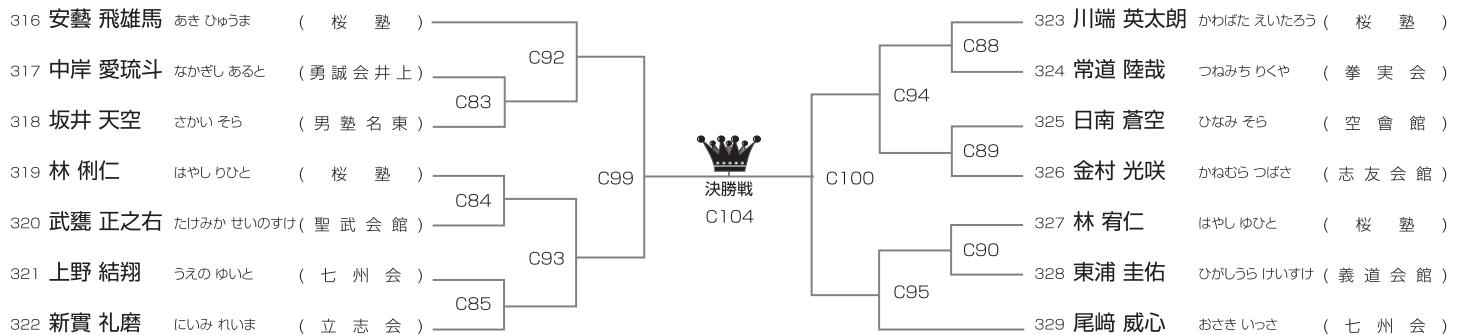 316 安藝 飛雄馬 あき ひゅうま ( 桜 塾 )
317 中岸 愛琉斗 なかぎし あると ( 勇 誠 会 井 上 )
318 坂井 天空 さかい そら ( 男 塾 名 東 )
319 林 俐仁 はやし りひと ( 桜 塾 )
320 武甕 正之右 たけみか せいのすけ ( 聖 武 会 館 )
321 上野 結翔 うえの ゆいと ( 七 州 会 )
322 新實 礼磨 にいみ れいま ( 立 志 会 )
C92
C83
C84
C93
C85
C99
決勝戦
C104
C100
C88
C94
C89
C90
C95
323 川端 英太朗 かわばた えいたろう ( 桜 塾 )
324 常道 陸哉 つねみち りくや ( 拳 実 会 )
325 日南 蒼空 ひなみ そら ( 空 會 館 )
326 金村 光咲 かねむら つばさ ( 志 友 会 館 )
327 林 宥仁 はやし ゆひと ( 桜 塾 )
328 東浦 圭佑 ひがしうら けいすけ ( 義 道 会 館 )
329 尾﨑 威心 おさき いっさ ( 七 州 会 )